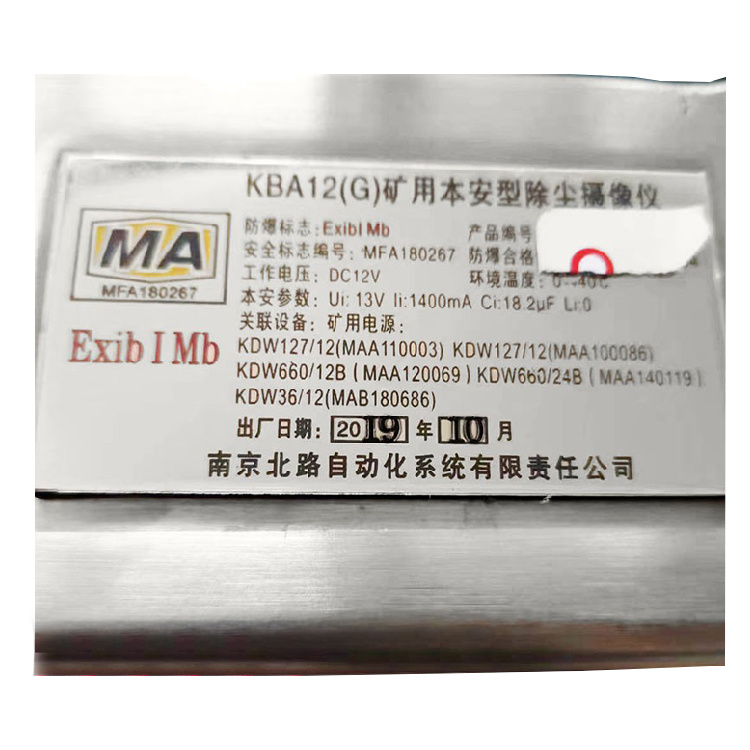 KBA12(G)矿用本安型除尘摄像仪
MA
MFA180267
ExibⅠMb
防爆标志:ExibⅠMb
产品编号
安全标志编号:MFA180267
防爆合格
工作电压:DC12V
环境温度:0~40℃
本安参数:Ui:13V Ii:1400mA Ci:18.2μF Li:0
关联设备:矿用电源:
KDW127/12(MAA110003) KDW127/12(MAA100086)
KDW660/12B(MAA120069) KDW660/24B(MAA140119)
KDW36/12(MAB180686)
出厂日期:2019年10月
南京北路自动化系统有限责任公司